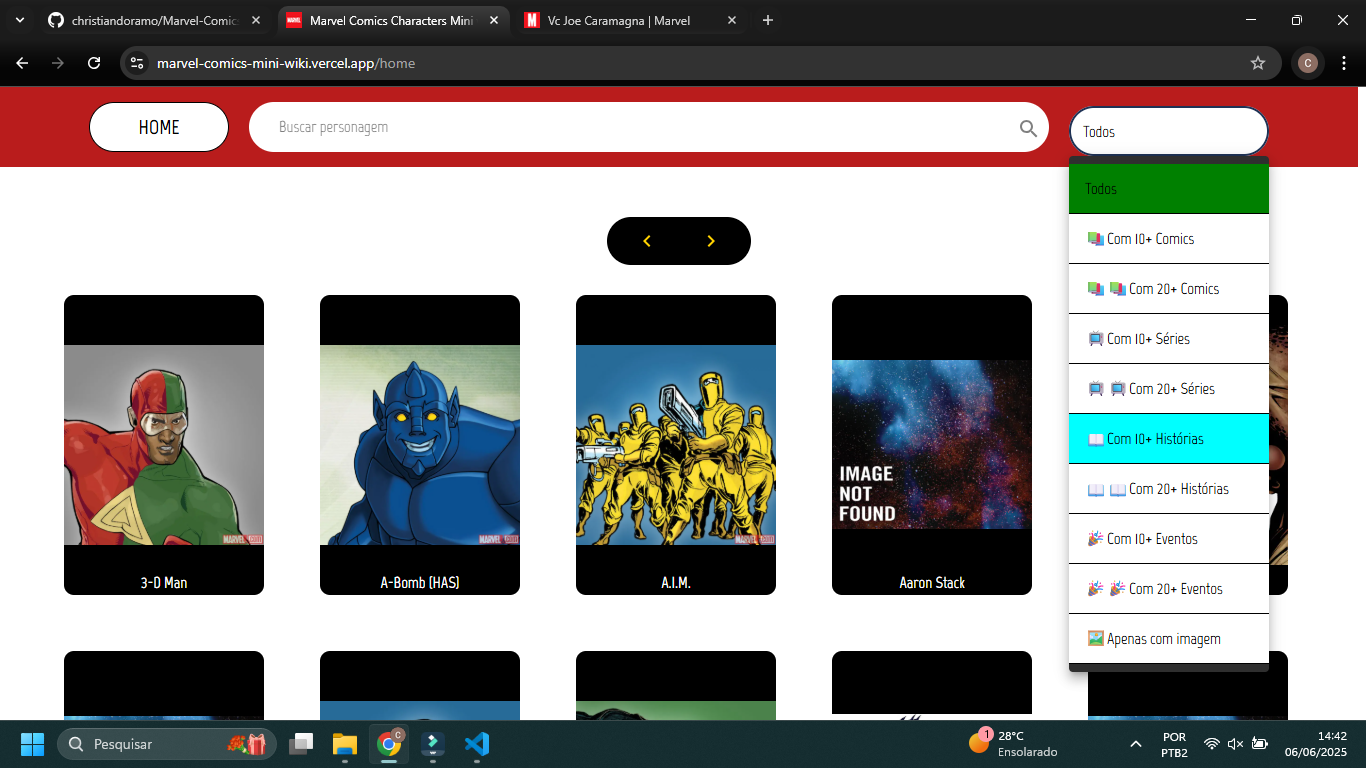 christiandoramo/Marvel-Comic
Marvel Comics Characters Mini
Vc Joe Caramagna | Marvel
marvel-comics-mini-wiki.vercel.app/home
C
HOME
Buscar personagem
Todos
Todos
Com 10+ Comics
Com 20+ Comics
Com 10+ Séries
Com 20+ Séries
Com 10+ Histórias
Com 20+ Histórias
Com 10+ Eventos
Com 20+ Eventos
Apenas com imagem
IMAGE
NOT
FOUND
3-D Man
A-Bomb (HAS)
A.I.M.
Aaron Stack
Pesquisar
C
1
28°C
Ensolarado
POR
PTB2
14:42
06/06/2025